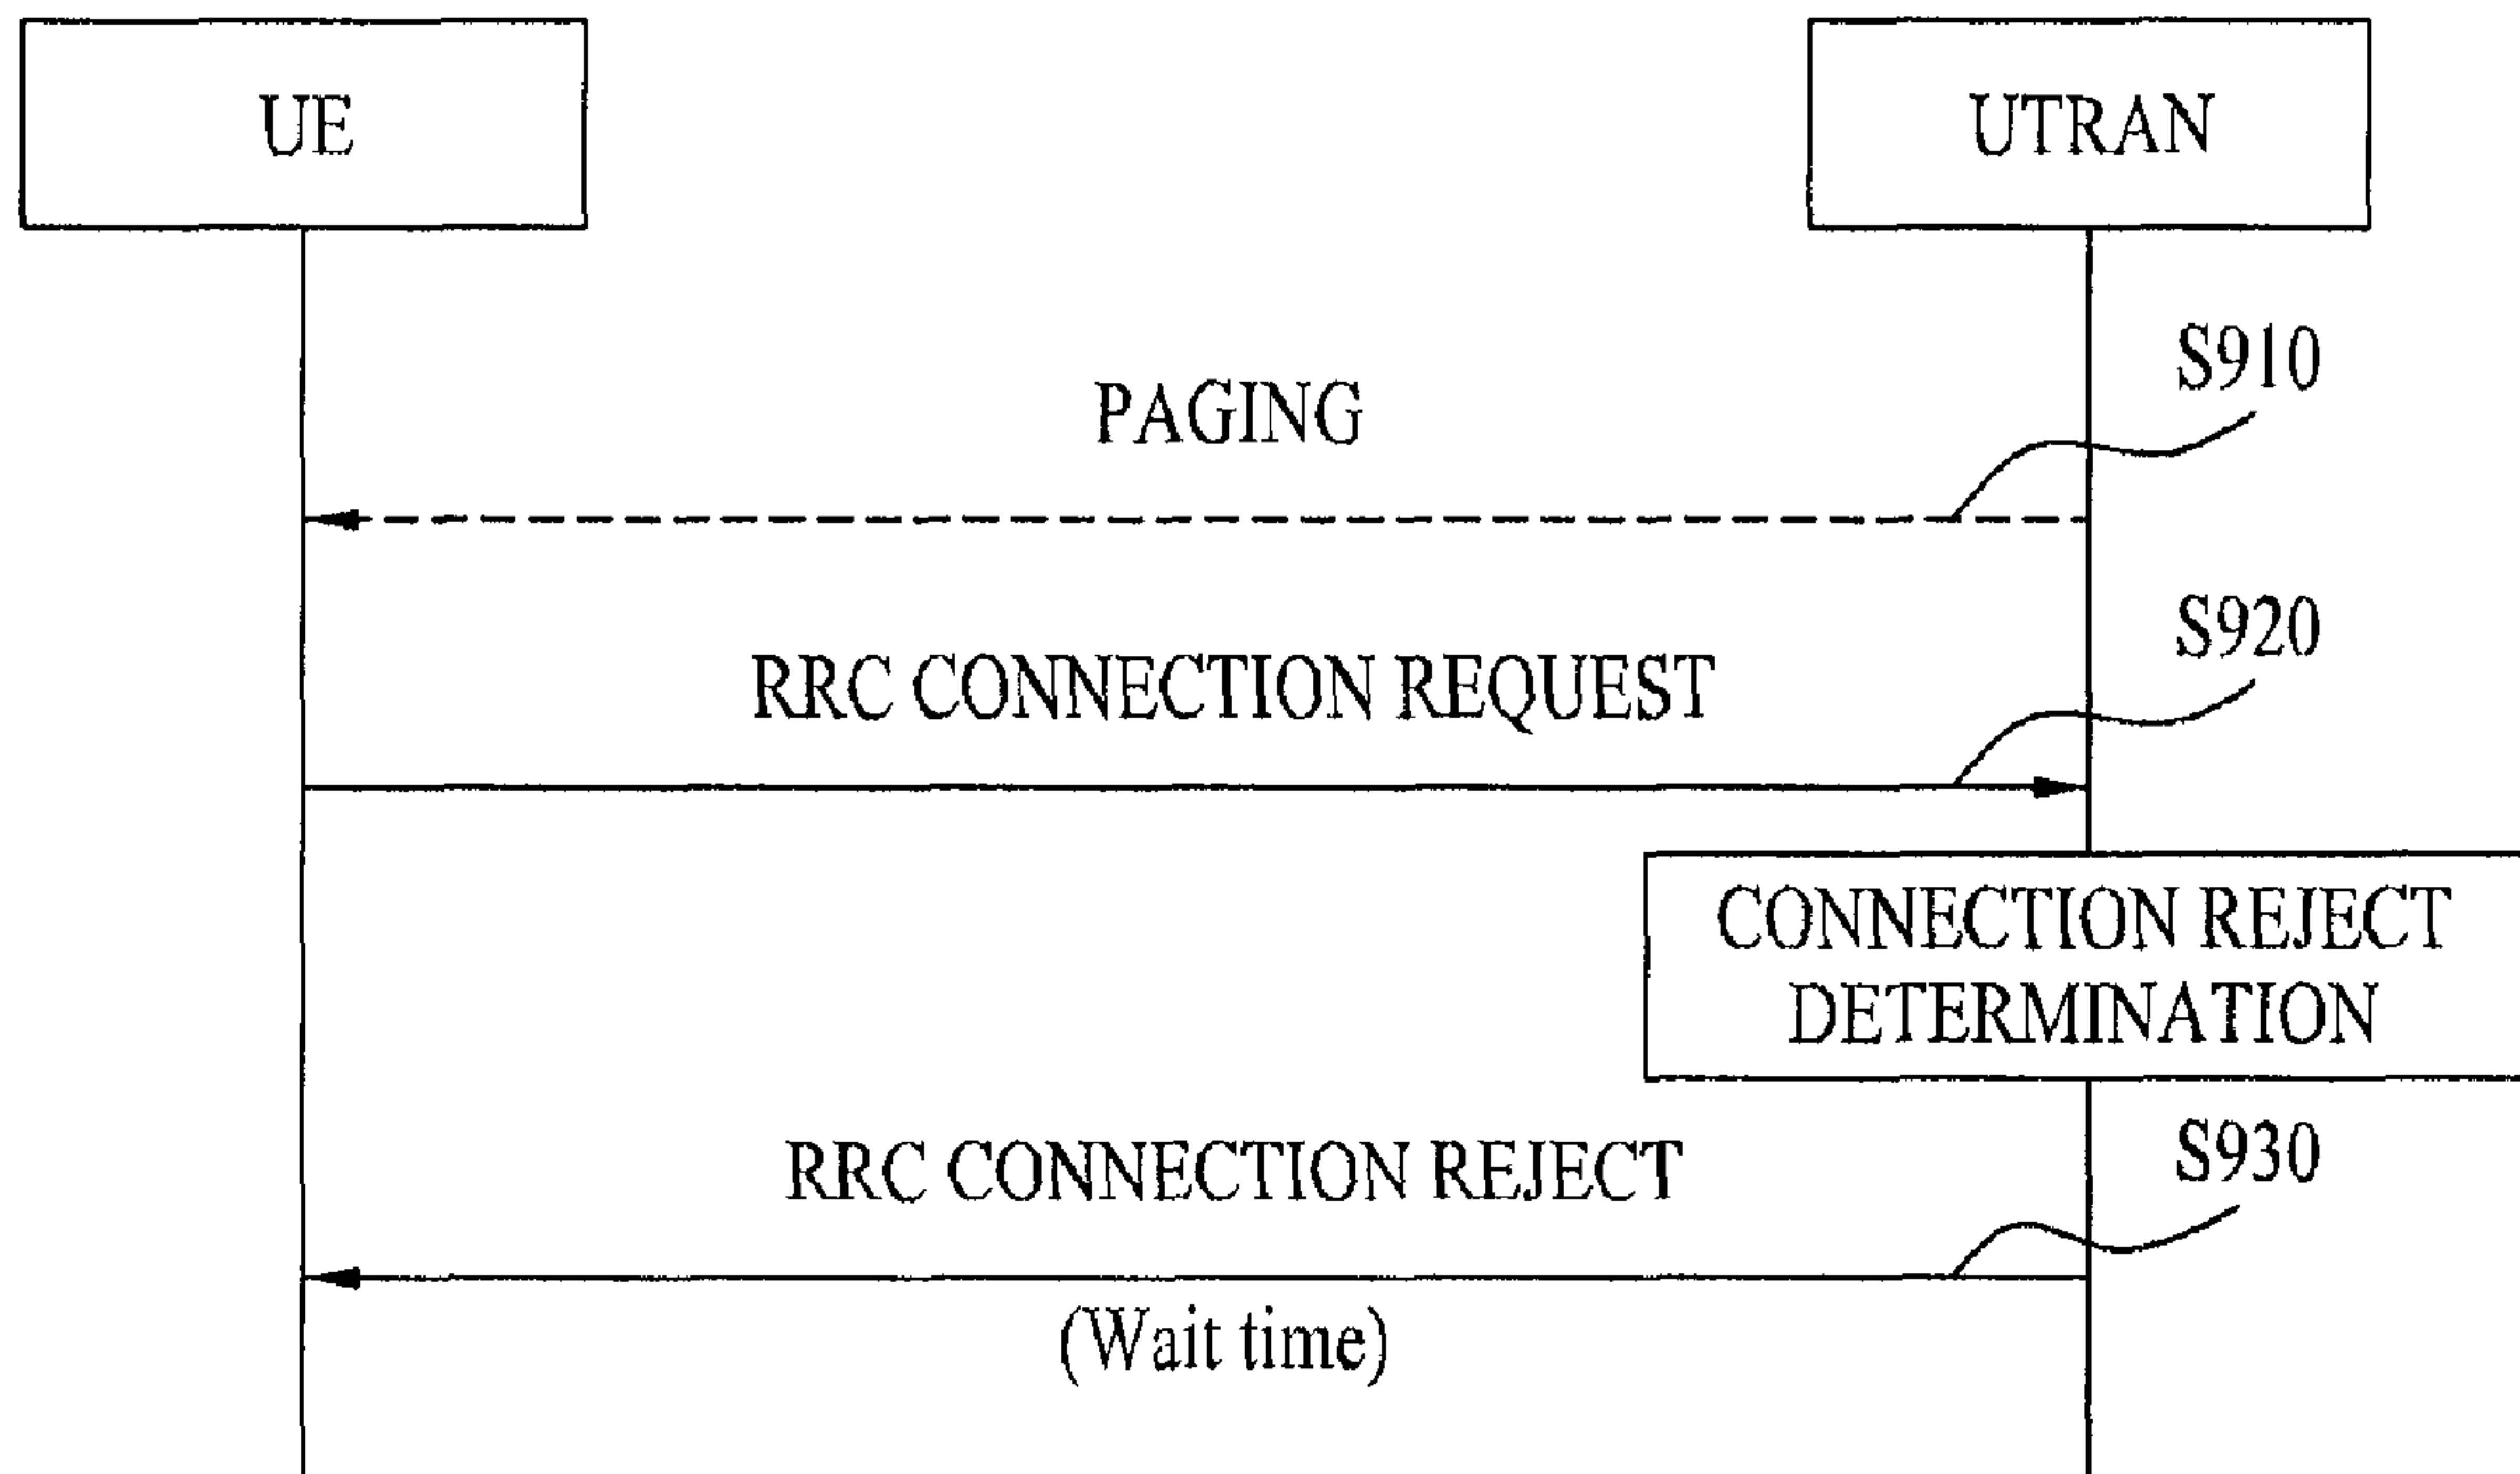 UE
UTRAN
S910
PAGING
S920
RRC CONNECTION REQUEST
CONNECTION REJECT
DETERMINATION
S930
RRC CONNECTION REJECT
(Wait time)